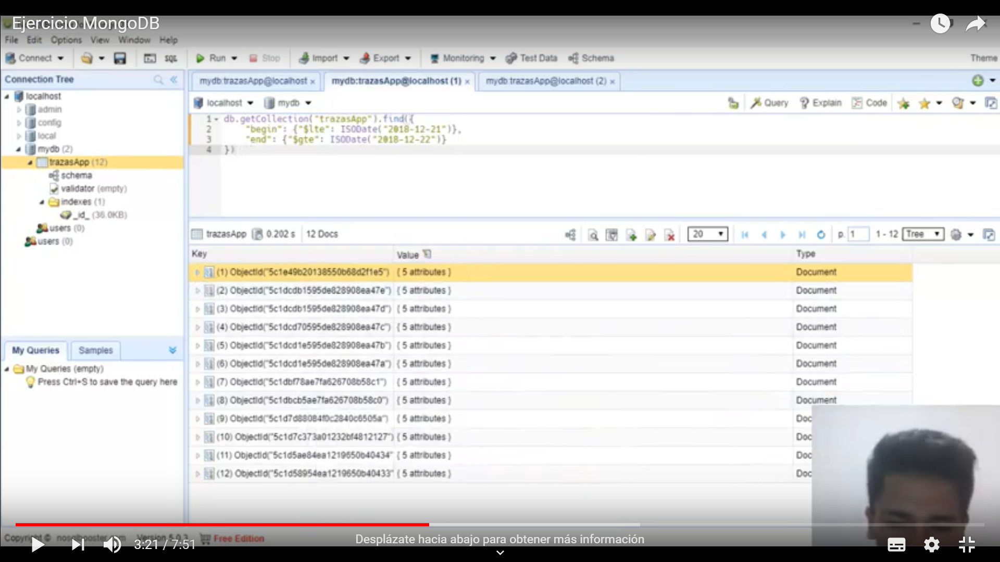 Ejercicio MongoDB
File Edit Options View Window Help
Connect SQL Run Stop Import Export Monitoring Test Data Schema Theme
Connection Tree
localhost
admin
config
local
mydb (2)
trazasApp (12)
schema
validator (empty)
indexes (1)
_id_ (36.0KB)
users (0)
users (0)
My Queries Samples
My Queries (empty)
Press Ctrl+S to save the query here
mydb:trazasApp@localhost × mydb:trazasApp@localhost (1) × mydb:trazasApp@localhost (2) ×
localhost mydb Query Explain Code
1 db.getCollection("trazasApp").find({
2 "begin": {"$lte": ISODate("2018-12-21")},
3 "end": {"$gte": ISODate("2018-12-22")}
4 })
trazasApp 0.202 s 12 Docs 20 p. 1 1 - 12 Tree
Key Value Type
(1) ObjectId("5c1e49b20138550b68d2f1e5") { 5 attributes } Document
(2) ObjectId("5c1dcdb1595de828908ea47e") { 5 attributes } Document
(3) ObjectId("5c1dcdb1595de828908ea47d") { 5 attributes } Document
(4) ObjectId("5c1dcd70595de828908ea47c") { 5 attributes } Document
(5) ObjectId("5c1dcd1e595de828908ea47b") { 5 attributes } Document
(6) ObjectId("5c1dcd1e595de828908ea47a") { 5 attributes } Document
(7) ObjectId("5c1dbf78ae7fa626708b58c1") { 5 attributes } Document
(8) ObjectId("5c1dbcb5ae7fa626708b58c0") { 5 attributes } Document
(9) ObjectId("5c1d7d88084f0c2840c6505a") { 5 attributes } Doc
(10) ObjectId("5c1d7c373a01232bf4812127") { 5 attributes } Doc
(11) ObjectId("5c1d5ae84ea1219650b40434" { 5 attributes } Doc
(12) ObjectId("5c1d58954ea1219650b40433" { 5 attributes } Doc
Copyright © Version 5.0.3 Free Edition
3:21 / 7:51
Desplázate hacia abajo para obtener más información